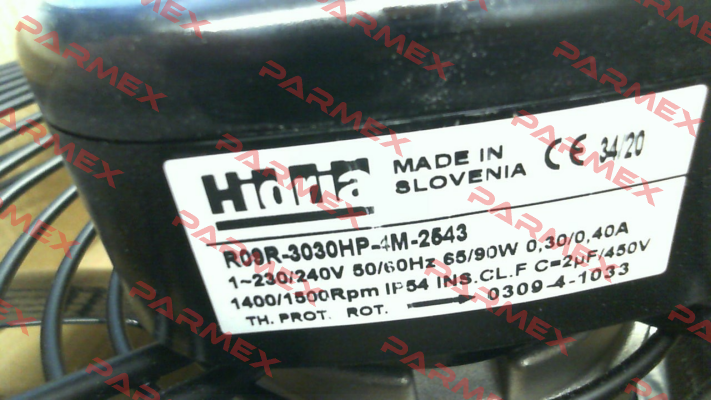 Hidria
MADE IN
SLOVENIA
CE 34/20
R09R-3030HP-4M-2543
1~230/240V 50/60Hz 65/90W 0,30/0,40A
1400/1500Rpm IP54 INS.CL.F C=2µF/450V
TH. PROT. ROT. → 0309-4-1033
PARMEX